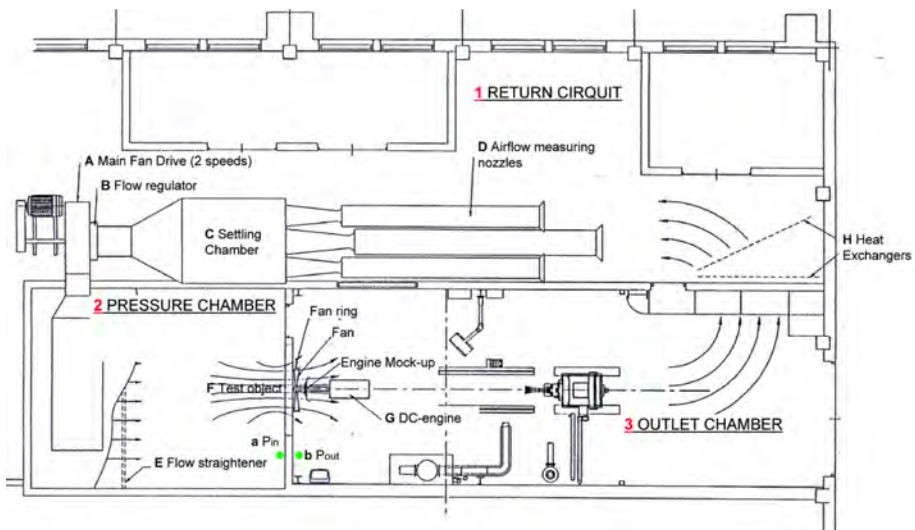 1 RETURN CIRQUIT
A Main Fan Drive (2 speeds)
B Flow regulator
D Airflow measuring
nozzles
C Settling
Chamber
H Heat
Exchangers
2 PRESSURE CHAMBER
Fan ring
Fan
Engine Mock-up
F Test object
G DC-engine
3 OUTLET CHAMBER
a Pin
b Pout
E Flow straightener